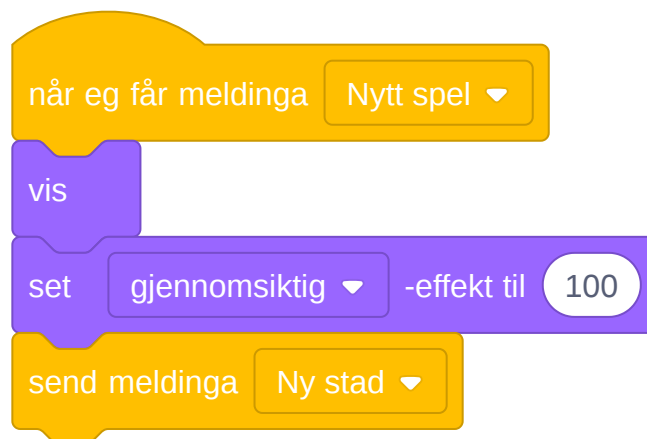 når eg får meldinga Nytt spel
vis
set gjennomsiktig -effekt til 100
send meldinga Ny stad